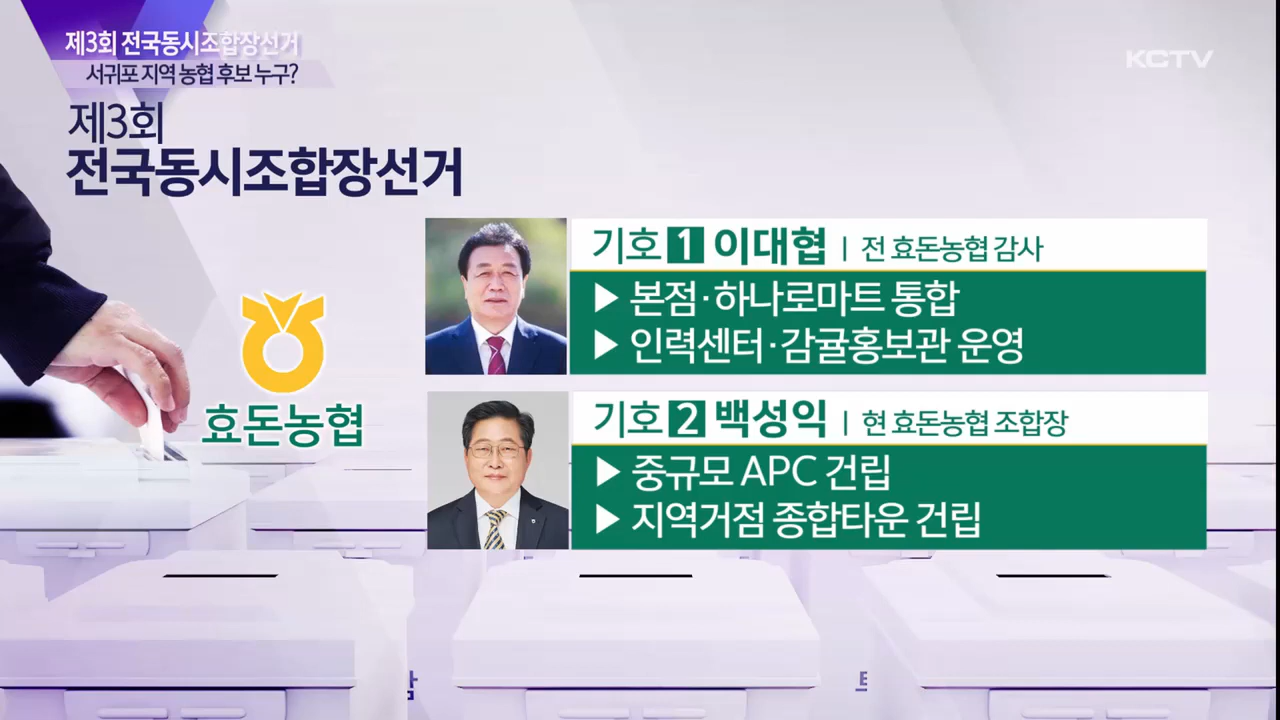 제3회 전국동시조합장선거
서귀포 지역 농협 후보 누구?
KCTV
제3회
전국동시조합장선거
효돈농협
기호 1 이대협 | 전 효돈농협 감사
▶ 본점·하나로마트 통합
▶ 인력센터·감귤홍보관 운영
기호 2 백성익 | 현 효돈농협 조합장
▶ 중규모 APC 건립
▶ 지역거점 종합타운 건립